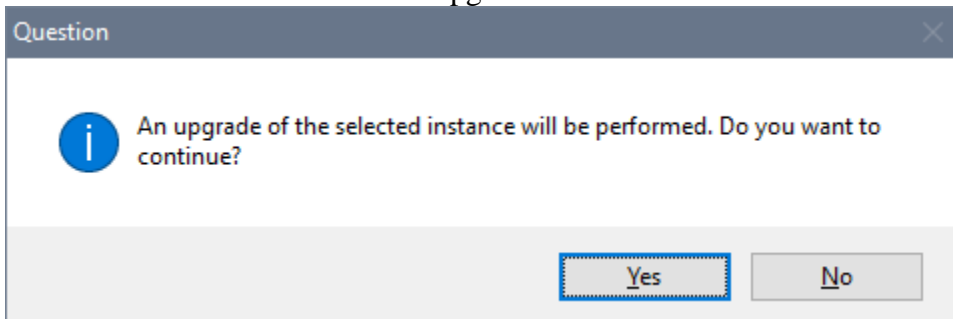 Question
An upgrade of the selected instance will be performed. Do you want to
continue?
Yes
No